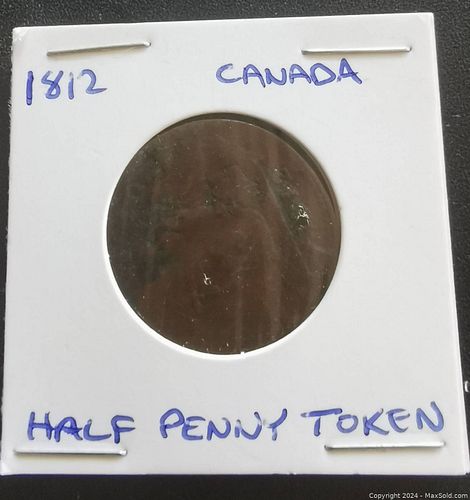 1812 CANADA
HALF PENNY TOKEN
Copyright 2024 - MaxSold.com